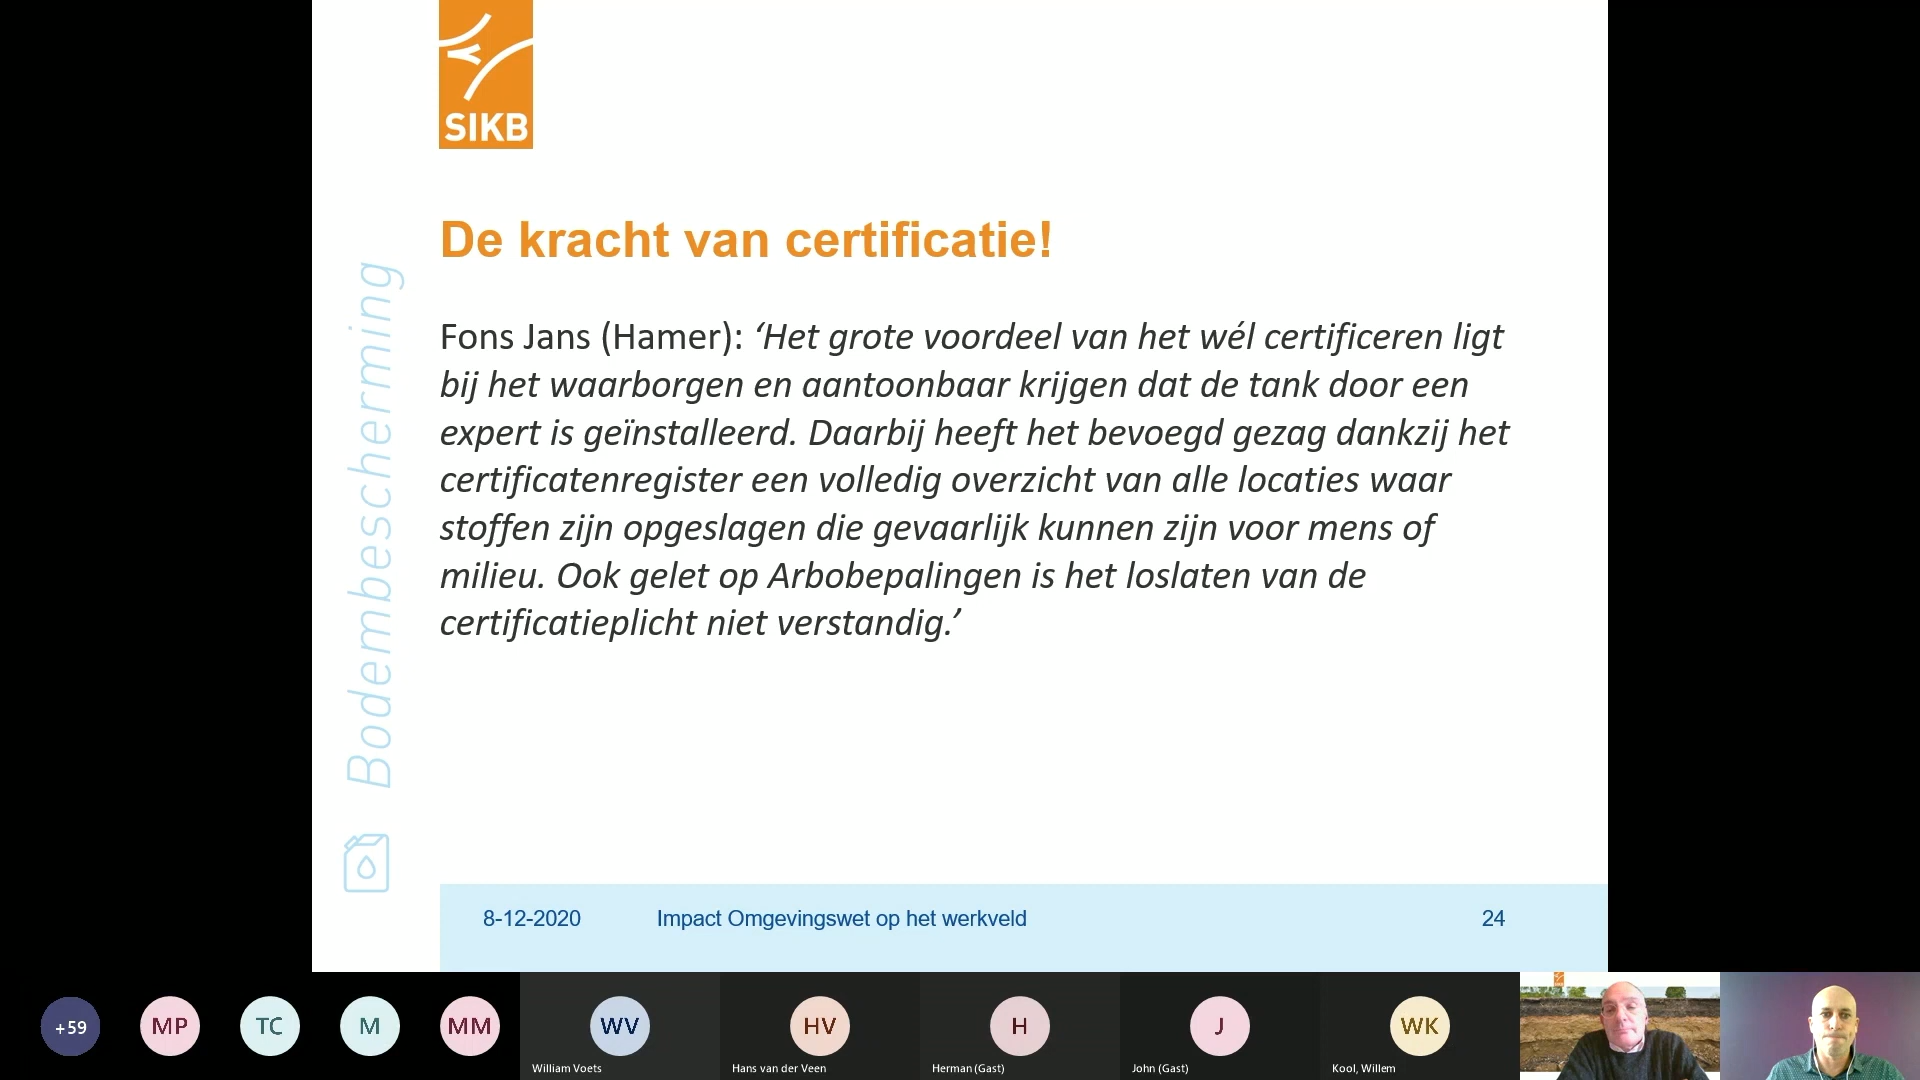 SIKB
De kracht van certificatie!
Bodembescherming
Fons Jans (Hamer): ‘Het grote voordeel van het wél certificeren ligt
bij het waarborgen en aantoonbaar krijgen dat de tank door een
expert is geïnstalleerd. Daarbij heeft het bevoegd gezag dankzij het
certificatenregister een volledig overzicht van alle locaties waar
stoffen zijn opgeslagen die gevaarlijk kunnen zijn voor mens of
milieu. Ook gelet op Arbobepalingen is het loslaten van de
certificatieplicht niet verstandig.’
8-12-2020 Impact Omgevingswet op het werkveld 24
+59 MP TC M MM WV HV H J WK
William Voets Hans van der Veen Herman (Gast) John (Gast) Kool, Willem